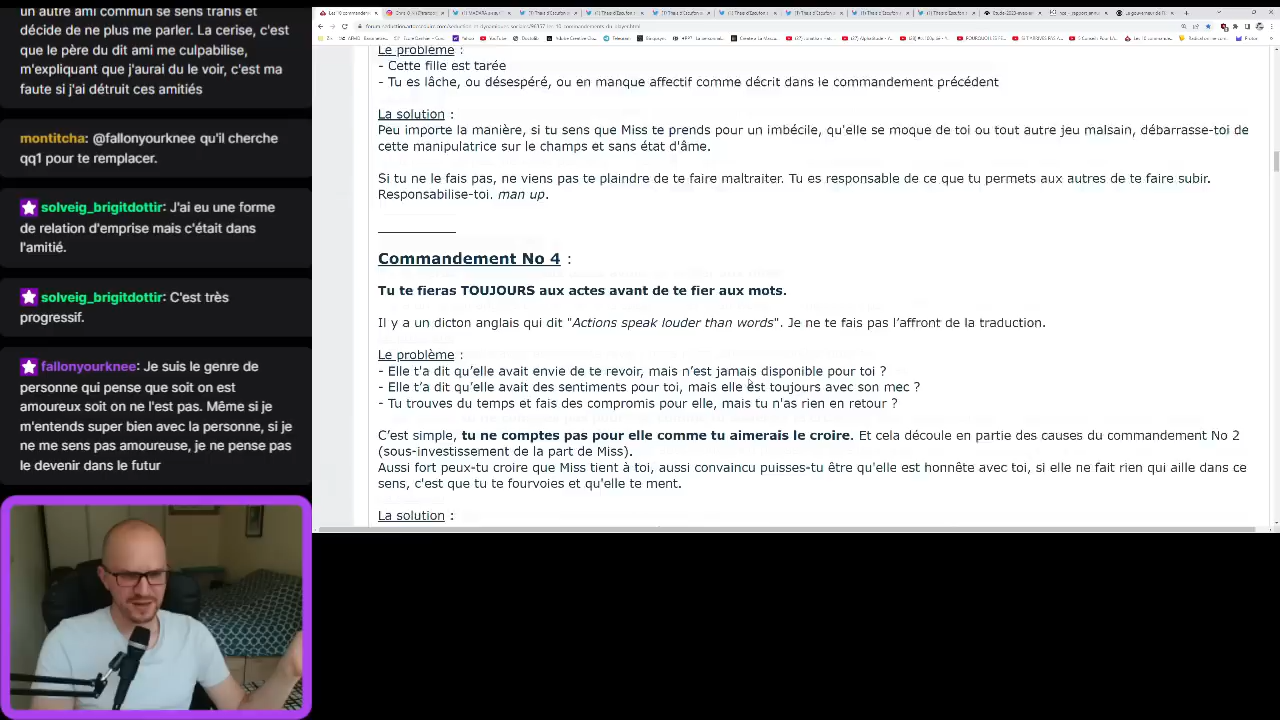 un autre ami commun se sent trahi et
décide de ne plus ma parler. La cerise, c'est
que le père du dit ami me culpabilise,
m'expliquant que j'aurai du le voir, c'est ma
faute si j'ai détruit ces amitiés
montitcha: @fallonyourknee qu'il cherche
qq1 pour te remplacer.
solveig_brigitdottir: J'ai eu une forme
de relation d'emprise mais c'était dans
l'amitié.
solveig_brigitdottir: C'est très
progressif.
fallonyourknee: Je suis le genre de
personne qui pense que soit on est
amoureux soit on ne l'est pas. Même si je
m'entends super bien avec la personne, si je
ne me sens pas amoureuse, je ne pense pas
le devenir dans le futur
Le problème :
- Cette fille est tarée
- Tu es lâche, ou désespéré, ou en manque affectif comme décrit dans le commandement précédent
La solution :
Peu importe la manière, si tu sens que Miss te prends pour un imbécile, qu'elle se moque de toi ou tout autre jeu malsain, débarrasse-toi de
cette manipulatrice sur le champs et sans état d'âme.
Si tu ne le fais pas, ne viens pas te plaindre de te faire maltraiter. Tu es responsable de ce que tu permets aux autres de te faire subir.
Responsabilise-toi. man up.
Commandement No 4 :
Tu te fieras TOUJOURS aux actes avant de te fier aux mots.
Il y a un dicton anglais qui dit "Actions speak louder than words". Je ne te fais pas l'affront de la traduction.
Le problème :
- Elle t'a dit qu'elle avait envie de te revoir, mais n'est jamais disponible pour toi ?
- Elle t'a dit qu'elle avait des sentiments pour toi, mais elle est toujours avec son mec ?
- Tu trouves du temps et fais des compromis pour elle, mais tu n'as rien en retour ?
C'est simple, tu ne comptes pas pour elle comme tu aimerais le croire. Et cela découle en partie des causes du commandement No 2
(sous-investissement de la part de Miss).
Aussi fort peux-tu croire que Miss tient à toi, aussi convaincu puisses-tu être qu'elle est honnête avec toi, si elle ne fait rien qui aille dans ce
sens, c'est que tu te fourvoies et qu'elle te ment.
La solution :